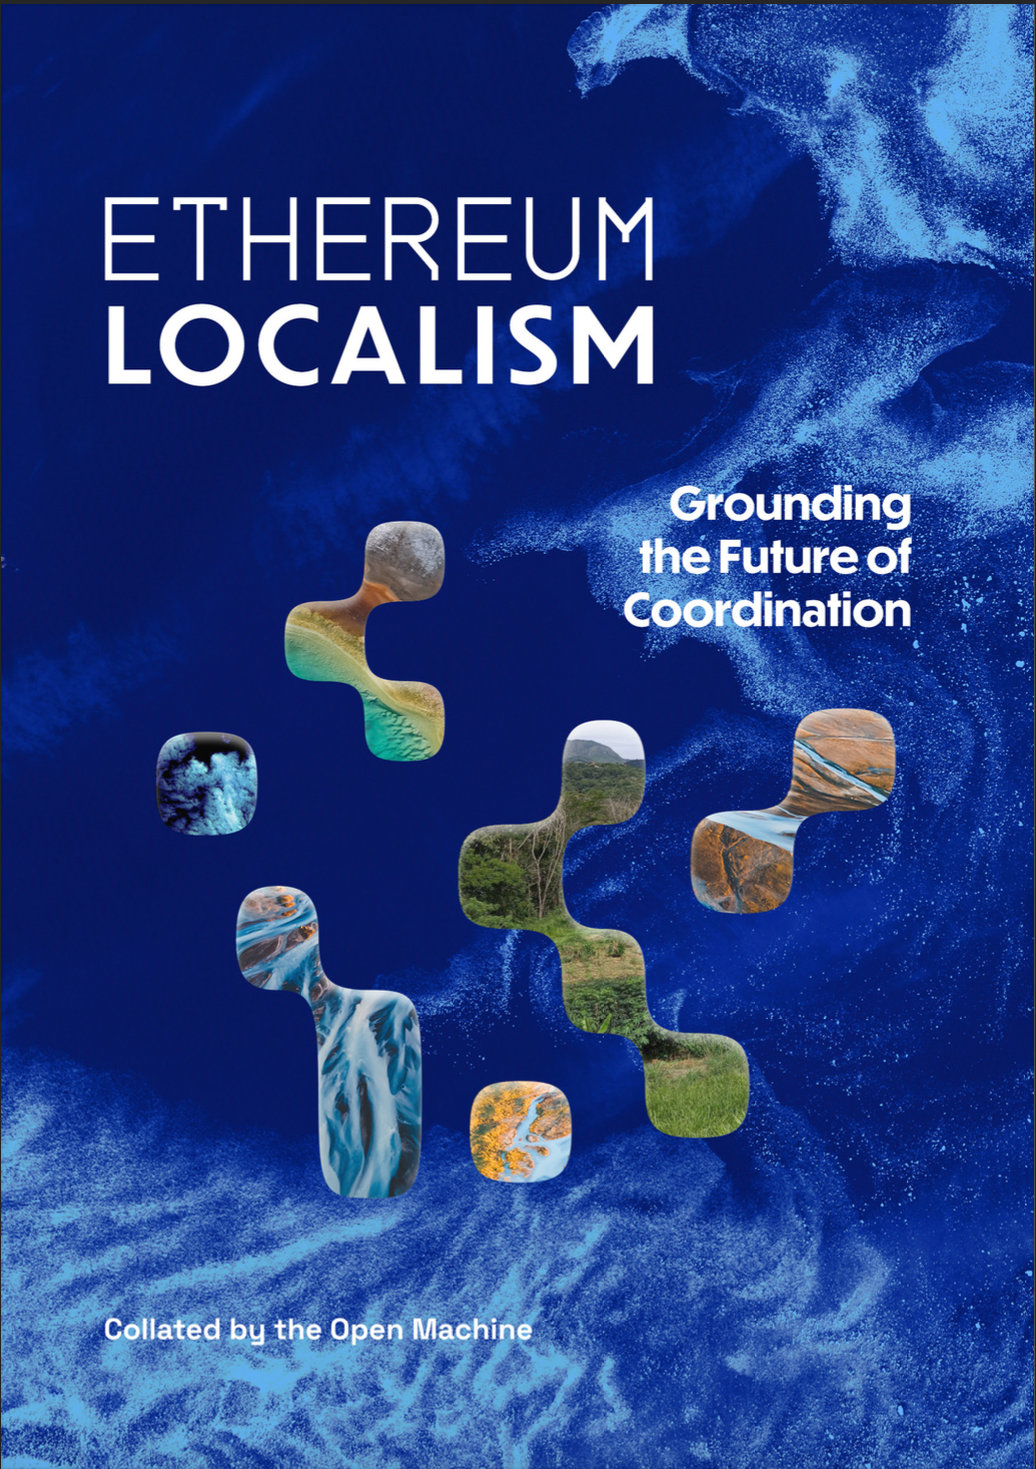 ETHEREUM
LOCALISM
Grounding
the Future of
Coordination
Collated by the Open Machine